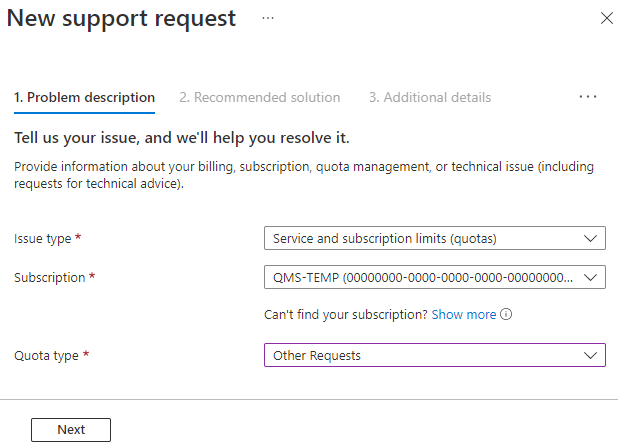 New support request ...
1. Problem description 2. Recommended solution 3. Additional details ...
Tell us your issue, and we'll help you resolve it.
Provide information about your billing, subscription, quota management, or technical issue (including
requests for technical advice).
Issue type * Service and subscription limits (quotas)
Subscription * QMS-TEMP (00000000-0000-0000-0000-00000000...
Can't find your subscription? Show more
Quota type * Other Requests
Next